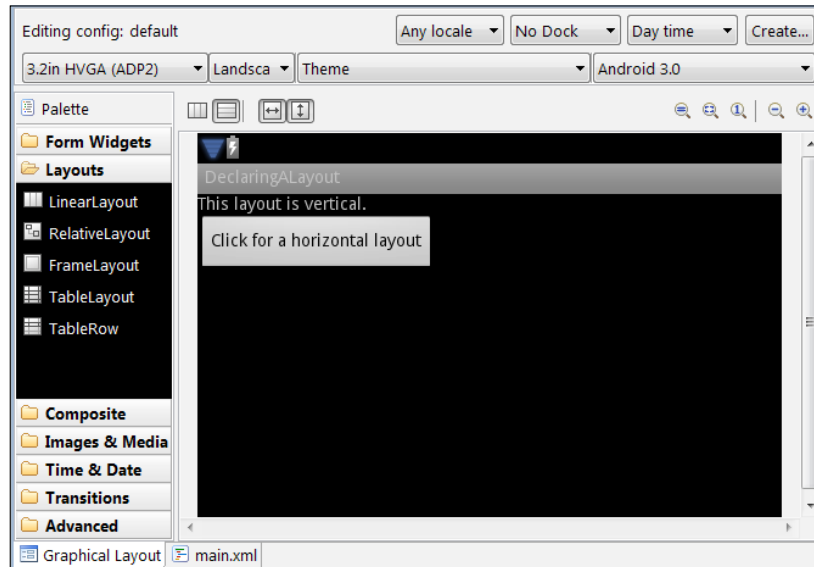 Editing config: default
Any locale
No Dock
Day time
Create...
3.2in HVGA (ADP2)
Landsca
Theme
Android 3.0
Palette
Form Widgets
Layouts
LinearLayout
RelativeLayout
FrameLayout
TableLayout
TableRow
Composite
Images & Media
Time & Date
Transitions
Advanced
DeclaringALayout
This layout is vertical.
Click for a horizontal layout
Graphical Layout
main.xml